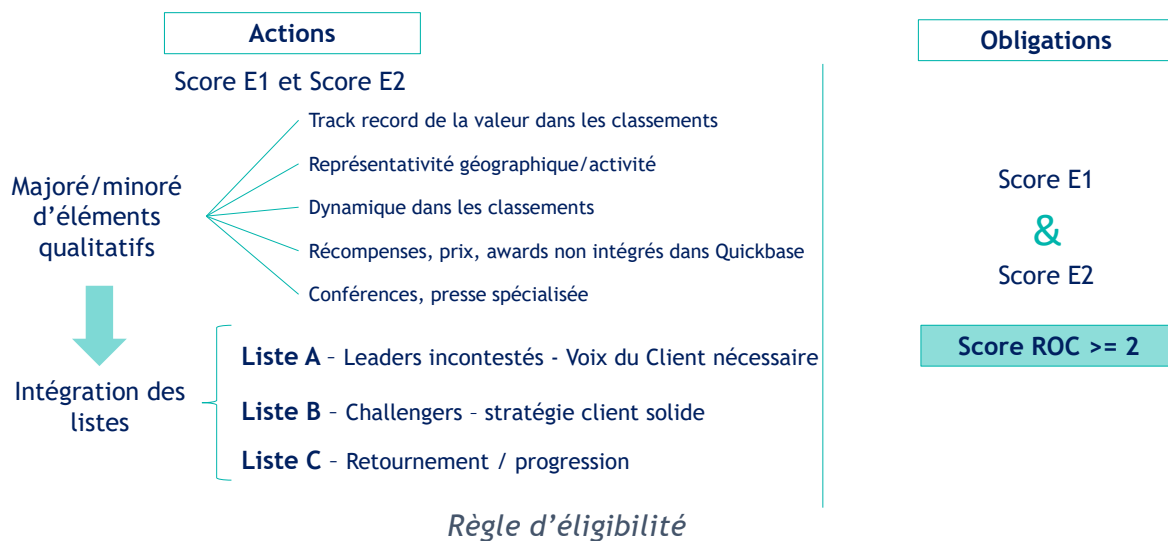 Actions
Score E1 et Score E2
Track record de la valeur dans les classements
Représentativité géographique/activité
Majoré/minoré
d’éléments
qualitatifs
Dynamique dans les classements
Récompenses, prix, awards non intégrés dans Quickbase
Conférences, presse spécialisée
Intégration des
listes
Liste A – Leaders incontestés - Voix du Client nécessaire
Liste B – Challengers – stratégie client solide
Liste C – Retournement / progression
Obligations
Score E1
&
Score E2
Score ROC >= 2
Règle d’éligibilité